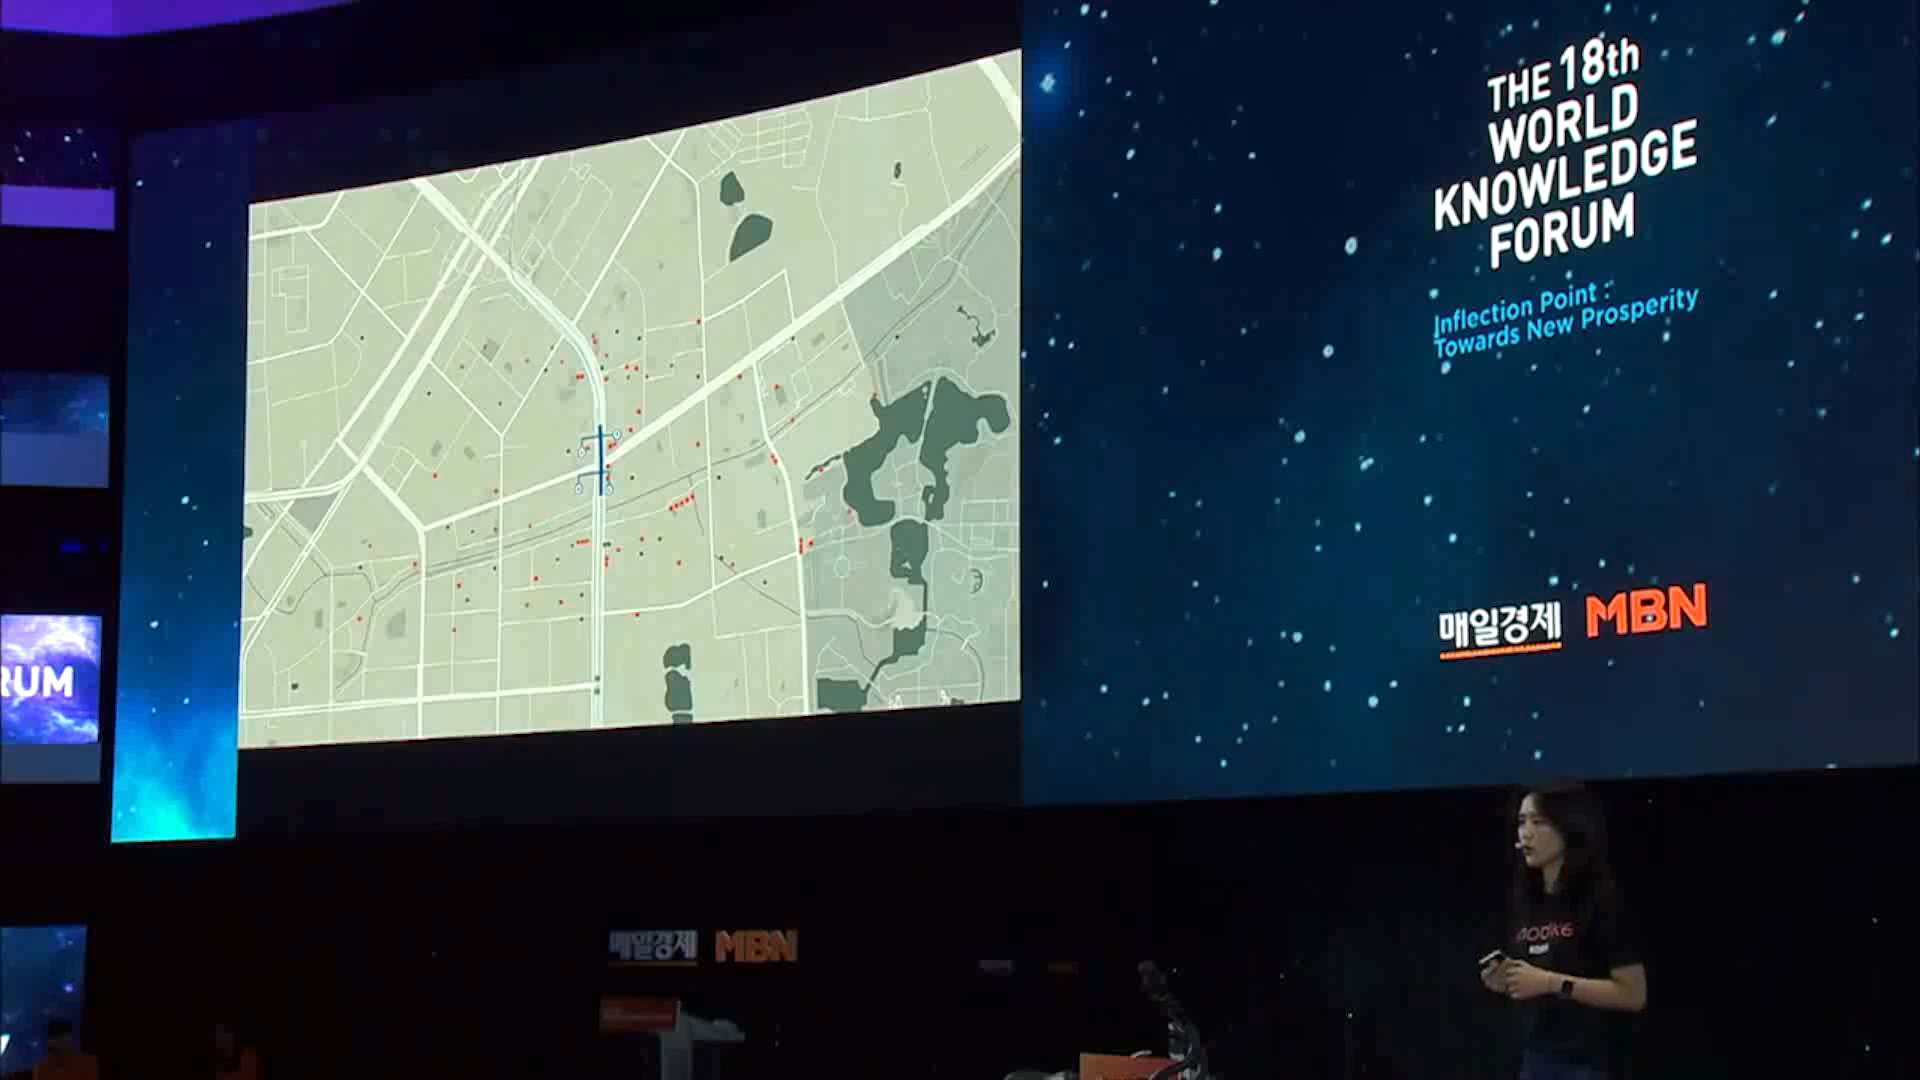 THE 18th
WORLD
KNOWLEDGE
FORUM
Inflection Point :
Towards New Prosperity
매일경제 MBN
RUM
매일경제 MBN